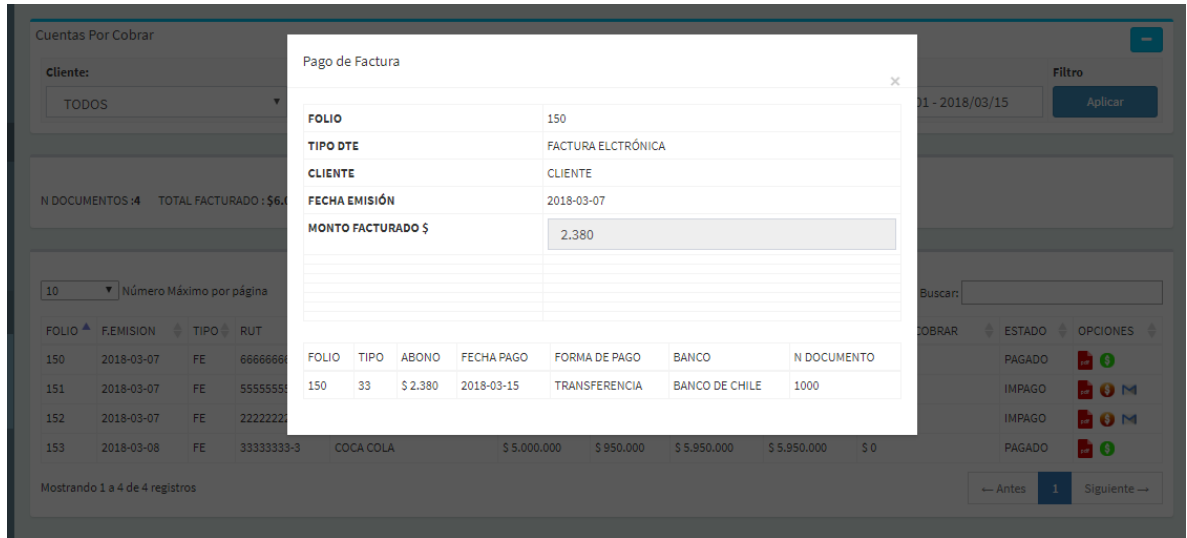 Cuentas Por Cobrar
Cliente:
TODOS
01 - 2018/03/15
Filtro
Aplicar
N DOCUMENTOS :4 TOTAL FACTURADO : $6.0
Pago de Factura
×
FOLIO 150
TIPO DTE FACTURA ELCTRÓNICA
CLIENTE CLIENTE
FECHA EMISIÓN 2018-03-07
MONTO FACTURADO $ 2.380
FOLIO TIPO ABONO FECHA PAGO FORMA DE PAGO BANCO N DOCUMENTO
150 33 $ 2.380 2018-03-15 TRANSFERENCIA BANCO DE CHILE 1000
10 Número Máximo por página Buscar:
FOLIO F.EMISION TIPO RUT COBRAR ESTADO OPCIONES
150 2018-03-07 FE 66666666 PAGADO
151 2018-03-07 FE 55555555 IMPAGO
152 2018-03-07 FE 22222222 IMPAGO
153 2018-03-08 FE 33333333-3 COCA COLA $ 5.000.000 $ 950.000 $ 5.950.000 $ 5.950.000 $ 0 PAGADO
Mostrando 1 a 4 de 4 registros
← Antes 1 Siguiente →